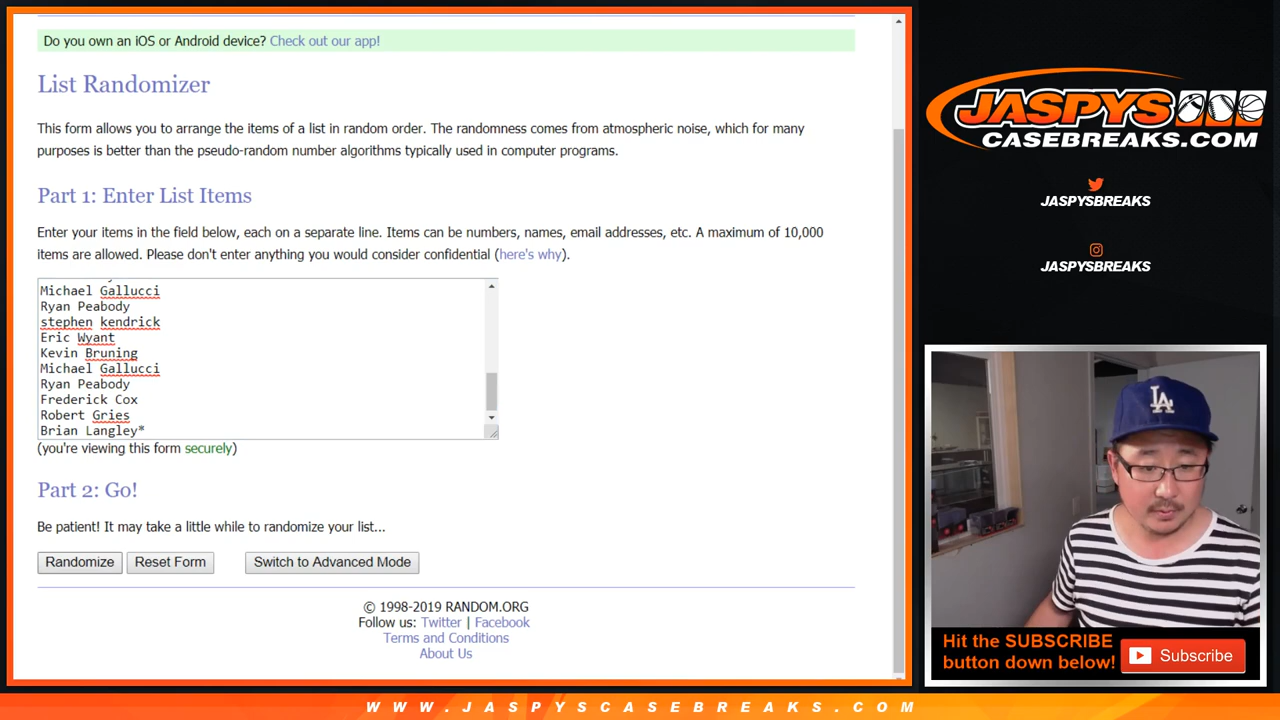 Do you own an iOS or Android device? Check out our app!
List Randomizer
This form allows you to arrange the items of a list in random order. The randomness comes from atmospheric noise, which for many
purposes is better than the pseudo-random number algorithms typically used in computer programs.
Part 1: Enter List Items
Enter your items in the field below, each on a separate line. Items can be numbers, names, email addresses, etc. A maximum of 10,000
items are allowed. Please don't enter anything you would consider confidential (here's why).
Michael Gallucci
Ryan Peabody
stephen kendrick
Eric Wyant
Kevin Bruning
Michael Gallucci
Ryan Peabody
Frederick Cox
Robert Gries
Brian Langley*
(you're viewing this form securely)
Part 2: Go!
Be patient! It may take a little while to randomize your list...
Randomize Reset Form Switch to Advanced Mode
© 1998-2019 RANDOM.ORG
Follow us: Twitter | Facebook
Terms and Conditions
About Us
JASPYS
CASEBREAKS.COM
JASPYSBREAKS
JASPYSBREAKS
LA
Hit the SUBSCRIBE
button down below!
Subscribe
WWW.JASPYSCASEBREAKS.COM